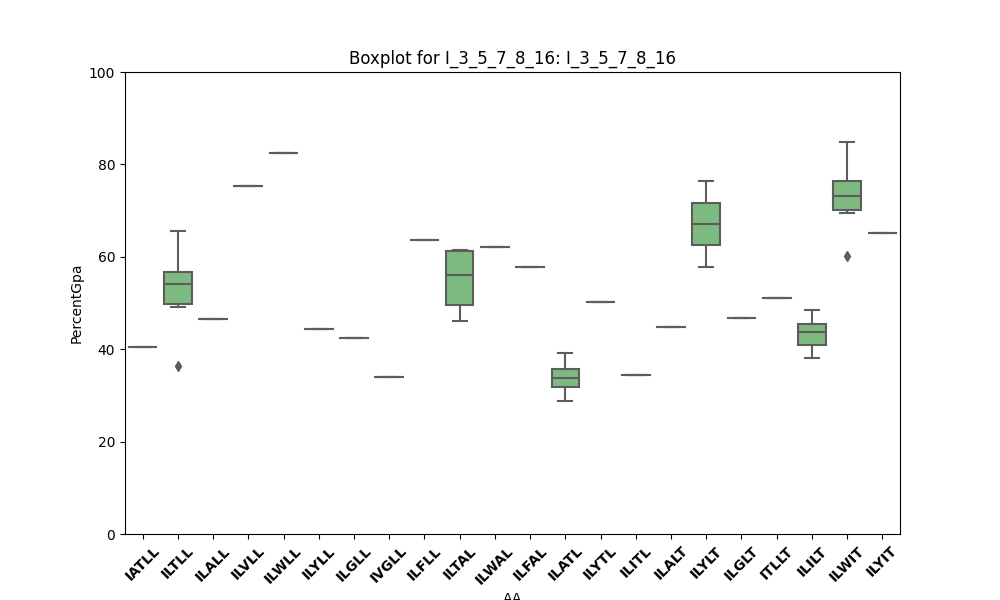 Boxplot for I_3_5_7_8_16: I_3_5_7_8_16
100
80
60
40
20
0
PercentGpa
IATLL ILTLL ILALL ILVLL ILWLL ILYLL ILGLL IVGLL ILFLL ILTAL ILWAL ILFAL ILATL ILYTL ILITL ILALT ILYLT ILGLT ITLLT ILILT ILWIT ILYIT
AA